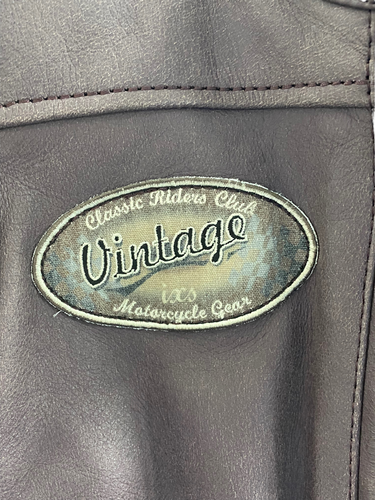 Classic Riders Club
Vintage
ixs
Motorcycle Gear